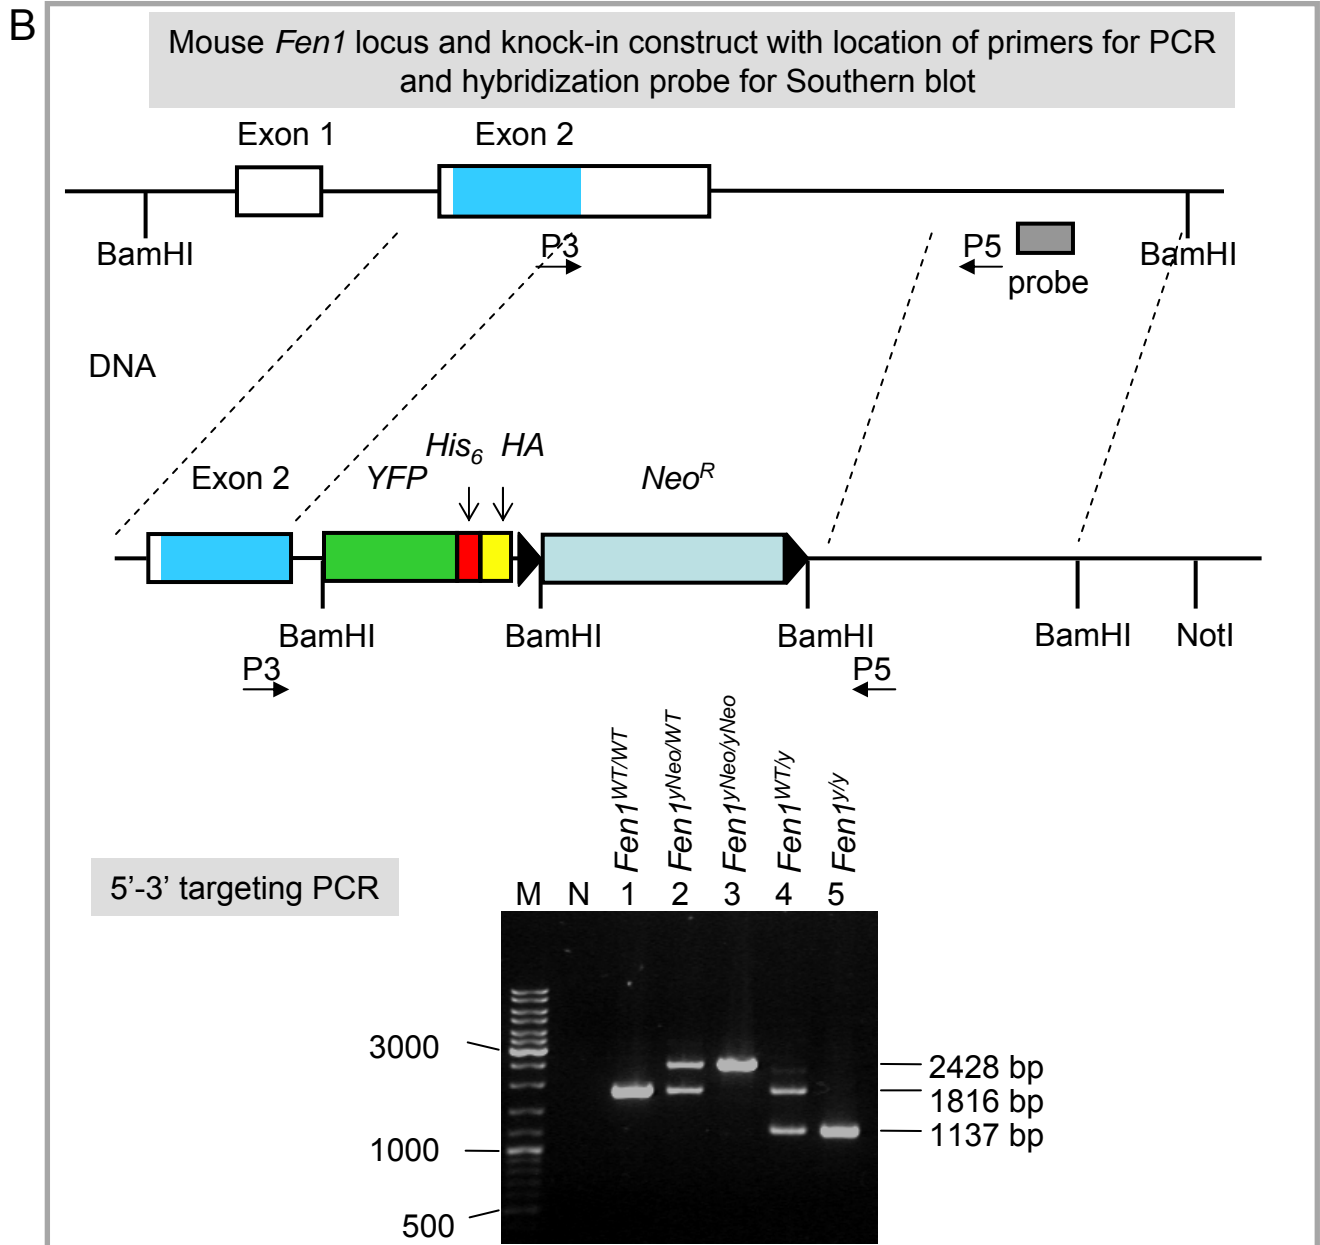 B
Mouse Fen1 locus and knock-in construct with location of primers for PCR
and hybridization probe for Southern blot
Exon 1 Exon 2
BamHI P3 P5 BamHI
probe
DNA
His6 HA
Exon 2 YFP NeoR
BamHI BamHI BamHI BamHI NotI
P3 P5
Fen1WT/WT Fen1yNeo/WT Fen1yNeo/yNeo Fen1WT/y Fen1y/y
5'-3' targeting PCR
M N 1 2 3 4 5
3000 2428 bp
1816 bp
1000 1137 bp
500